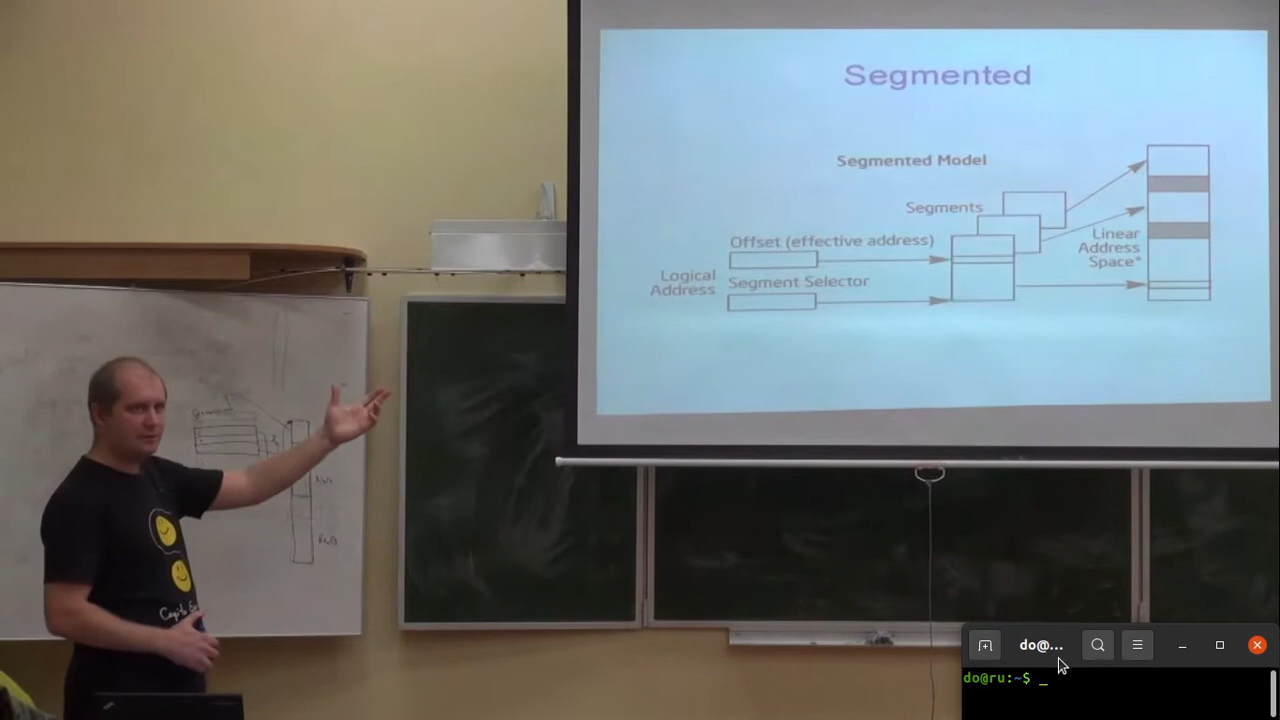 Segmented
Segmented Model
Segments
Offset (effective address)
Linear
Address
Space*
Logical
Address
Segment Selector
do@...
do@ru:~$ _